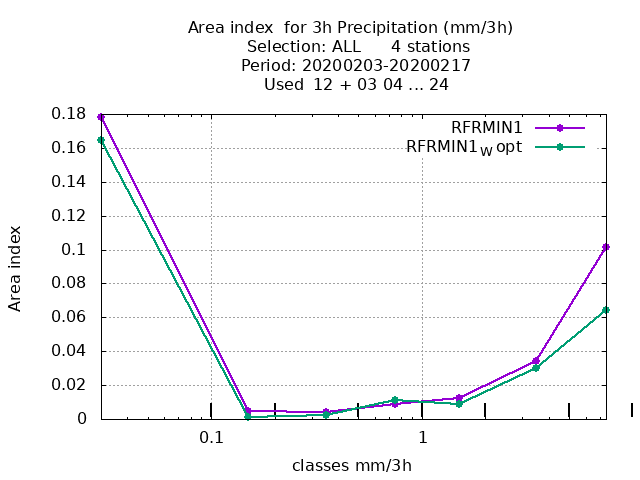 Area index  for 3h Precipitation (mm/3h)
Selection: ALL      4 stations
Period: 20200203-20200217
Used  12 + 03 04 ... 24
RFRMIN1
RFRMIN1W opt
0.18
0.16
0.14
0.12
0.1
0.08
0.06
0.04
0.02
0
Area index
0.1
1
classes mm/3h